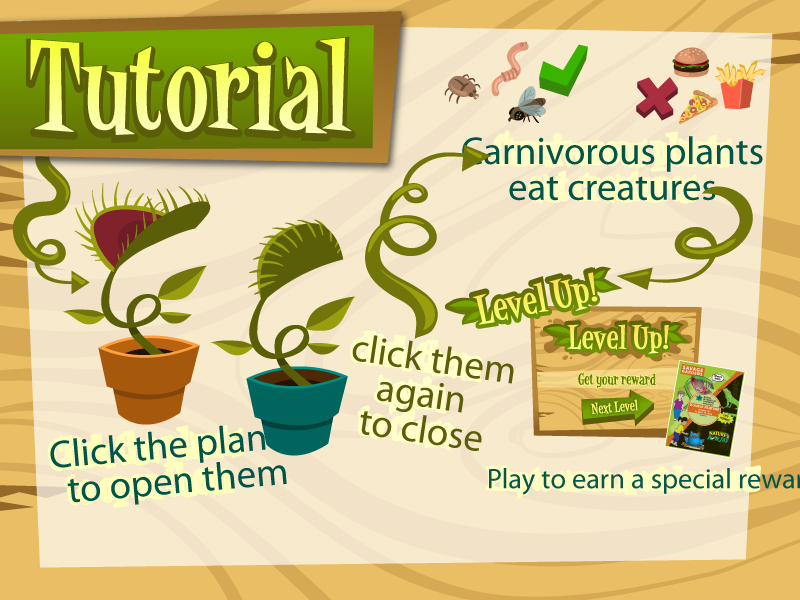 Tutorial
Carnivorous plants
eat creatures
Click the plan
to open them
click them
again
to close
Level Up!
Level Up!
Get your reward
Next Level
SAVAGE
Play to earn a special rewar